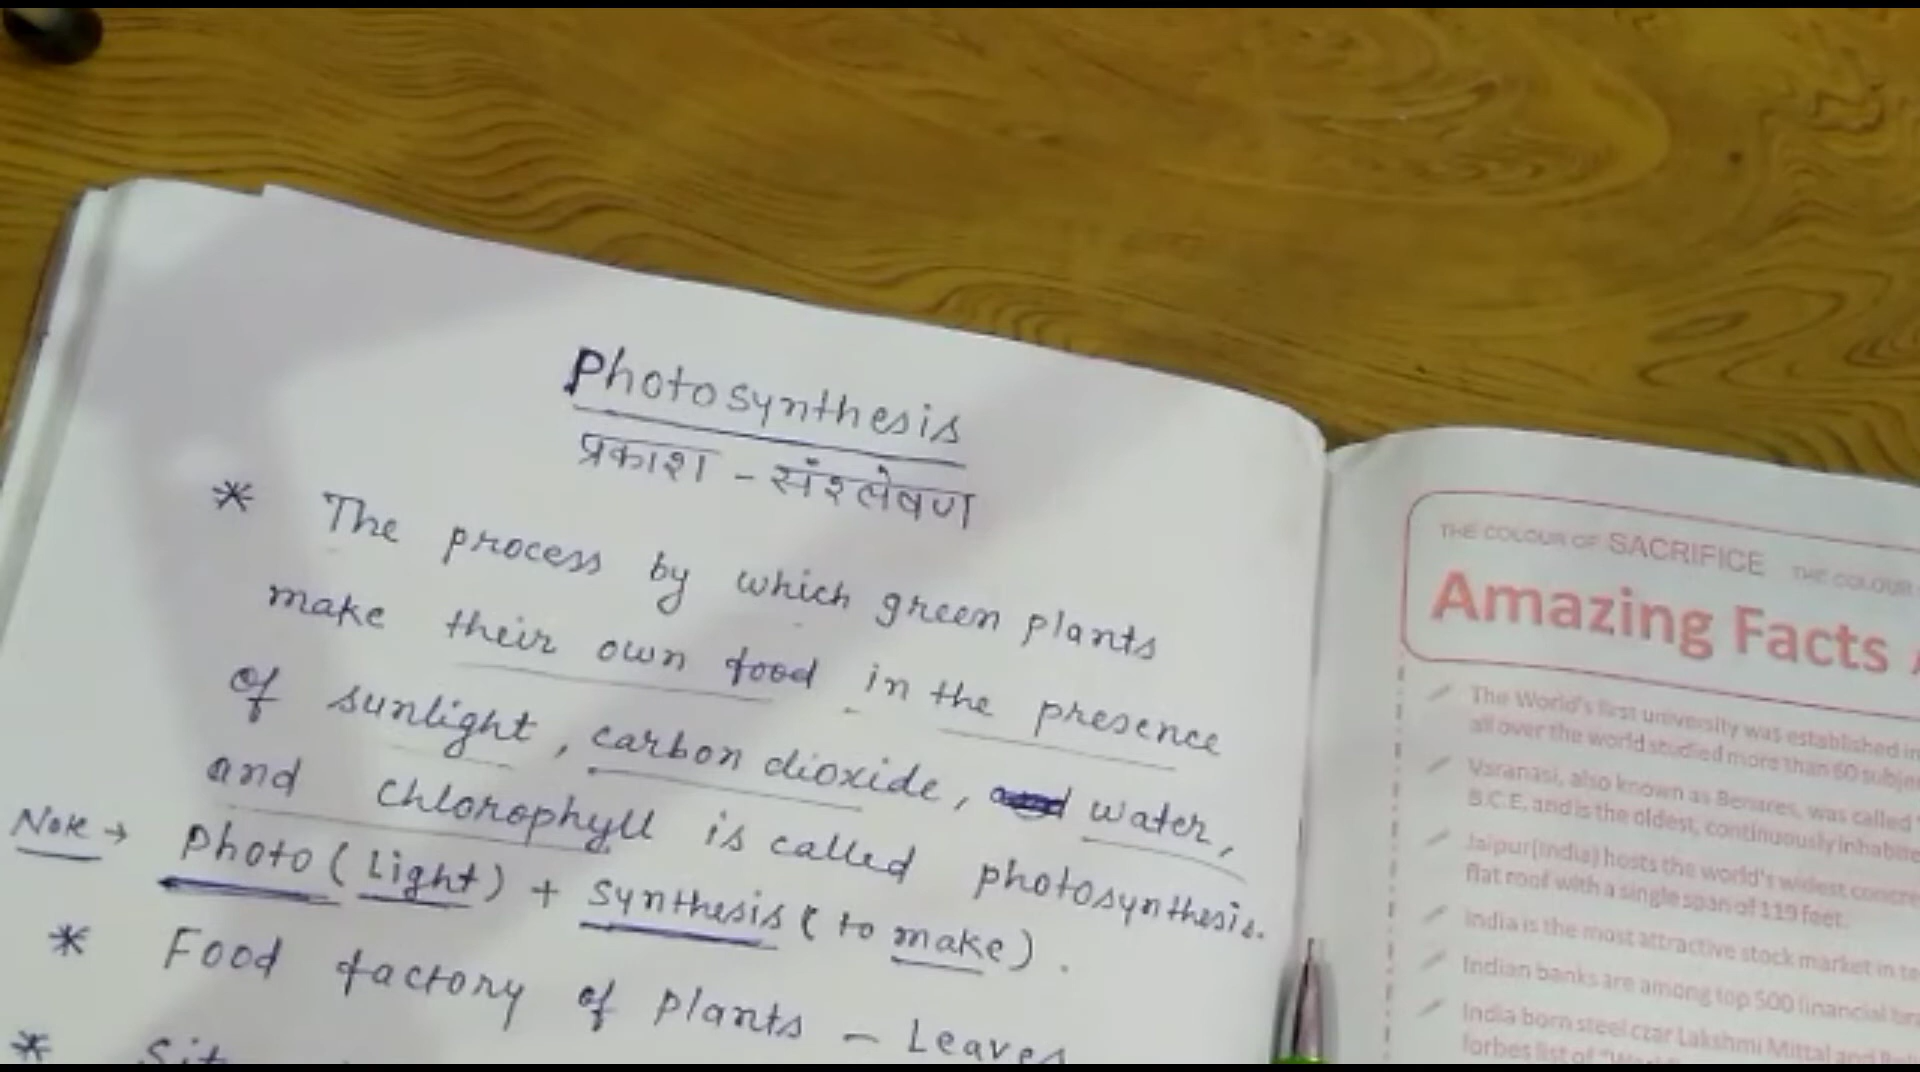 Photosynthesis
प्रकाश - संश्लेषण
* The process by which green plants
make their own food in the presence
of sunlight, carbon dioxide, water,
and chlorophyll is called photosynthesis.
Note → Photo (Light) + Synthesis (to make).
* Food factory of plants - Leaves
*
THE COLOUR OF SACRIFICE THE COLOUR
Amazing Facts
The World's first university was established in
all over the world studied more than 60
Varanasi, also known as Benares, was called
B.C.E, and is the oldest, continuously
Jaipur (India) hosts the world's widest
flat roof with a single span of 119 feet.
India is the most attractive stock market in
Indian banks are among top 500 financial
India born steel czar Lakshmi Mittal and
forbes list of